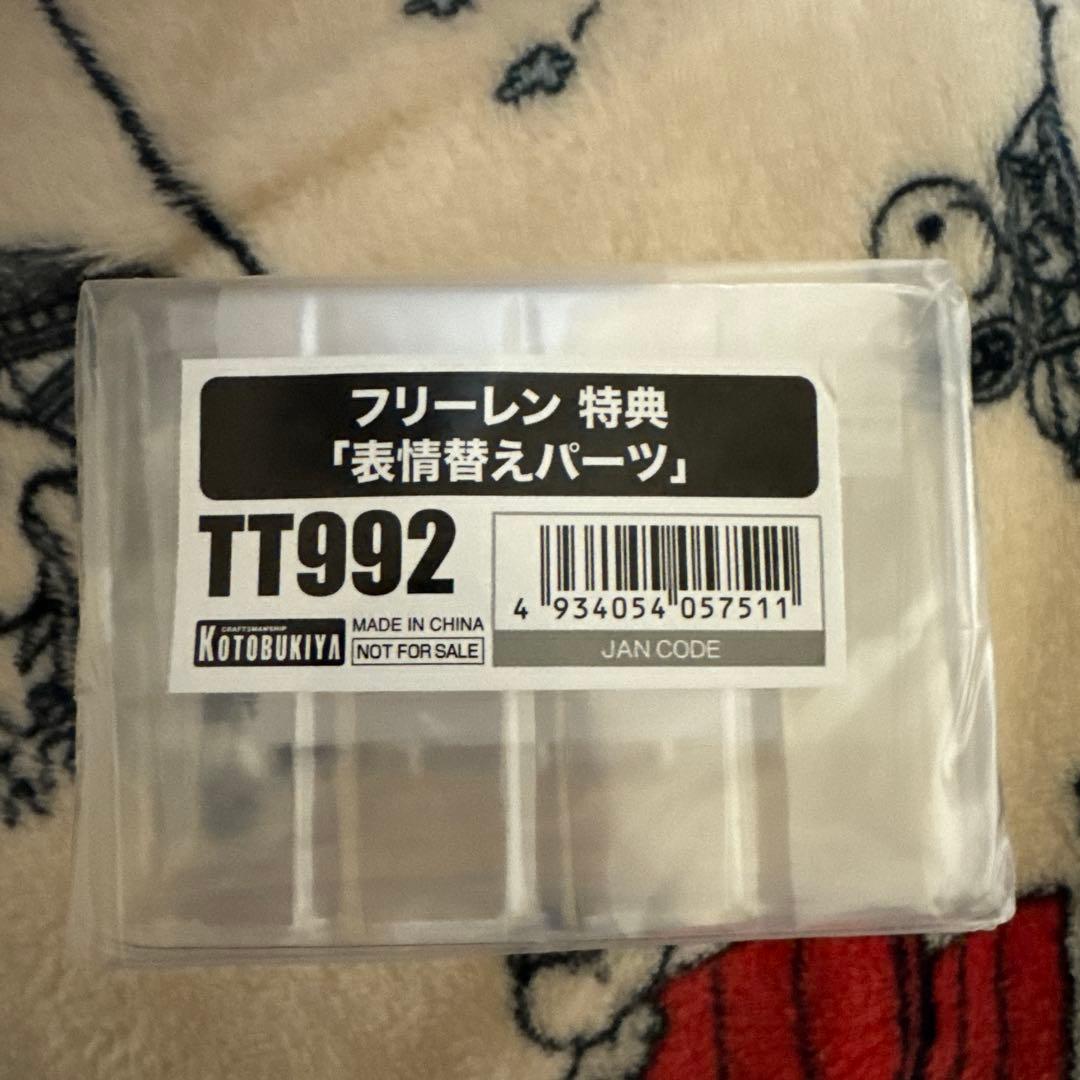 フリーレン 特典
「表情替えパーツ」
TT992
CRAFTSMANSHIP
KOTOBUKIYA
MADE IN CHINA
NOT FOR SALE
4 934054 057511
JAN CODE